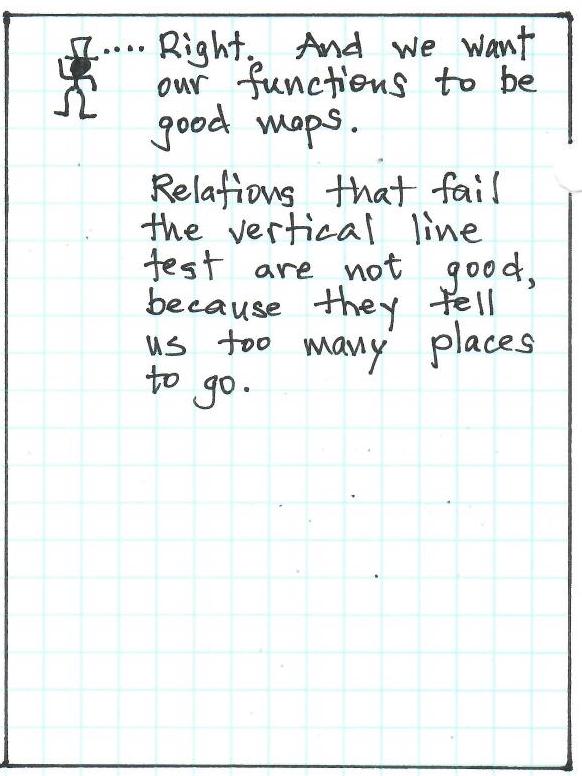 .... Right. And we want
our functions to be
good maps.
Relations that fail
the vertical line
test are not good,
because they tell
us too many places
to go.